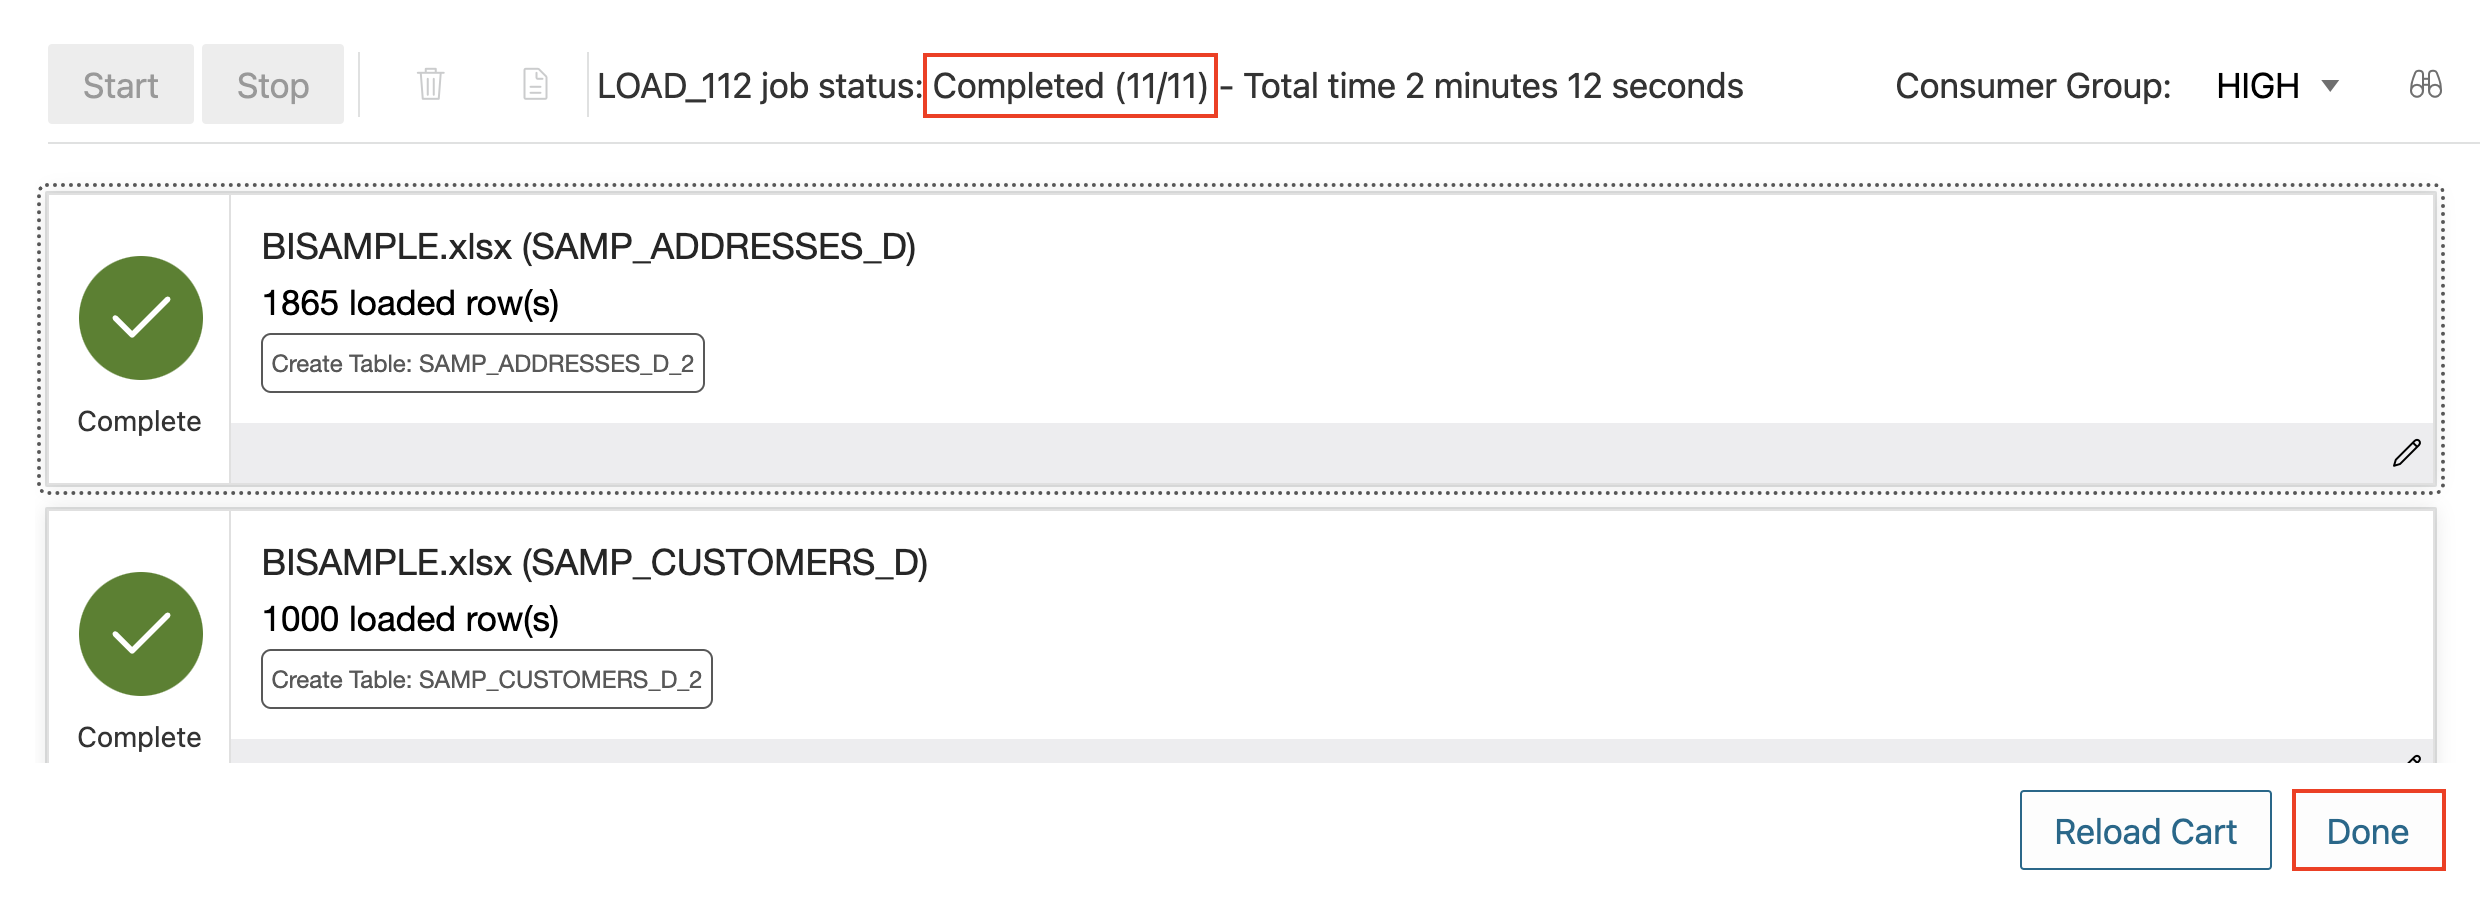 Start Stop LOAD_112 job status: Completed (11/11) - Total time 2 minutes 12 seconds Consumer Group: HIGH
BISAMPLE.xlsx (SAMP_ADDRESSES_D)
1865 loaded row(s)
Create Table: SAMP_ADDRESSES_D_2
Complete
BISAMPLE.xlsx (SAMP_CUSTOMERS_D)
1000 loaded row(s)
Create Table: SAMP_CUSTOMERS_D_2
Complete
Reload Cart Done